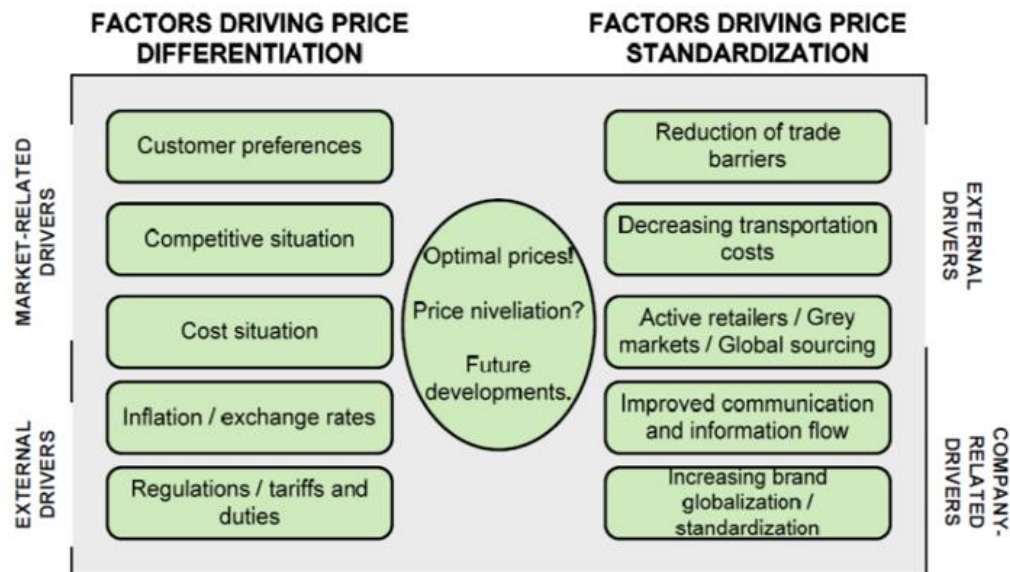 FACTORS DRIVING PRICE
DIFFERENTIATION
FACTORS DRIVING PRICE
STANDARDIZATION
MARKET-RELATED
DRIVERS
Customer preferences
Competitive situation
Cost situation
EXTERNAL
DRIVERS
Inflation / exchange rates
Regulations / tariffs and
duties
Optimal prices!
Price niveliation?
Future
developments.
Reduction of trade
barriers
Decreasing transportation
costs
Active retailers / Grey
markets / Global sourcing
Improved communication
and information flow
Increasing brand
globalization /
standardization
EXTERNAL
DRIVERS
COMPANY-
RELATED
DRIVERS